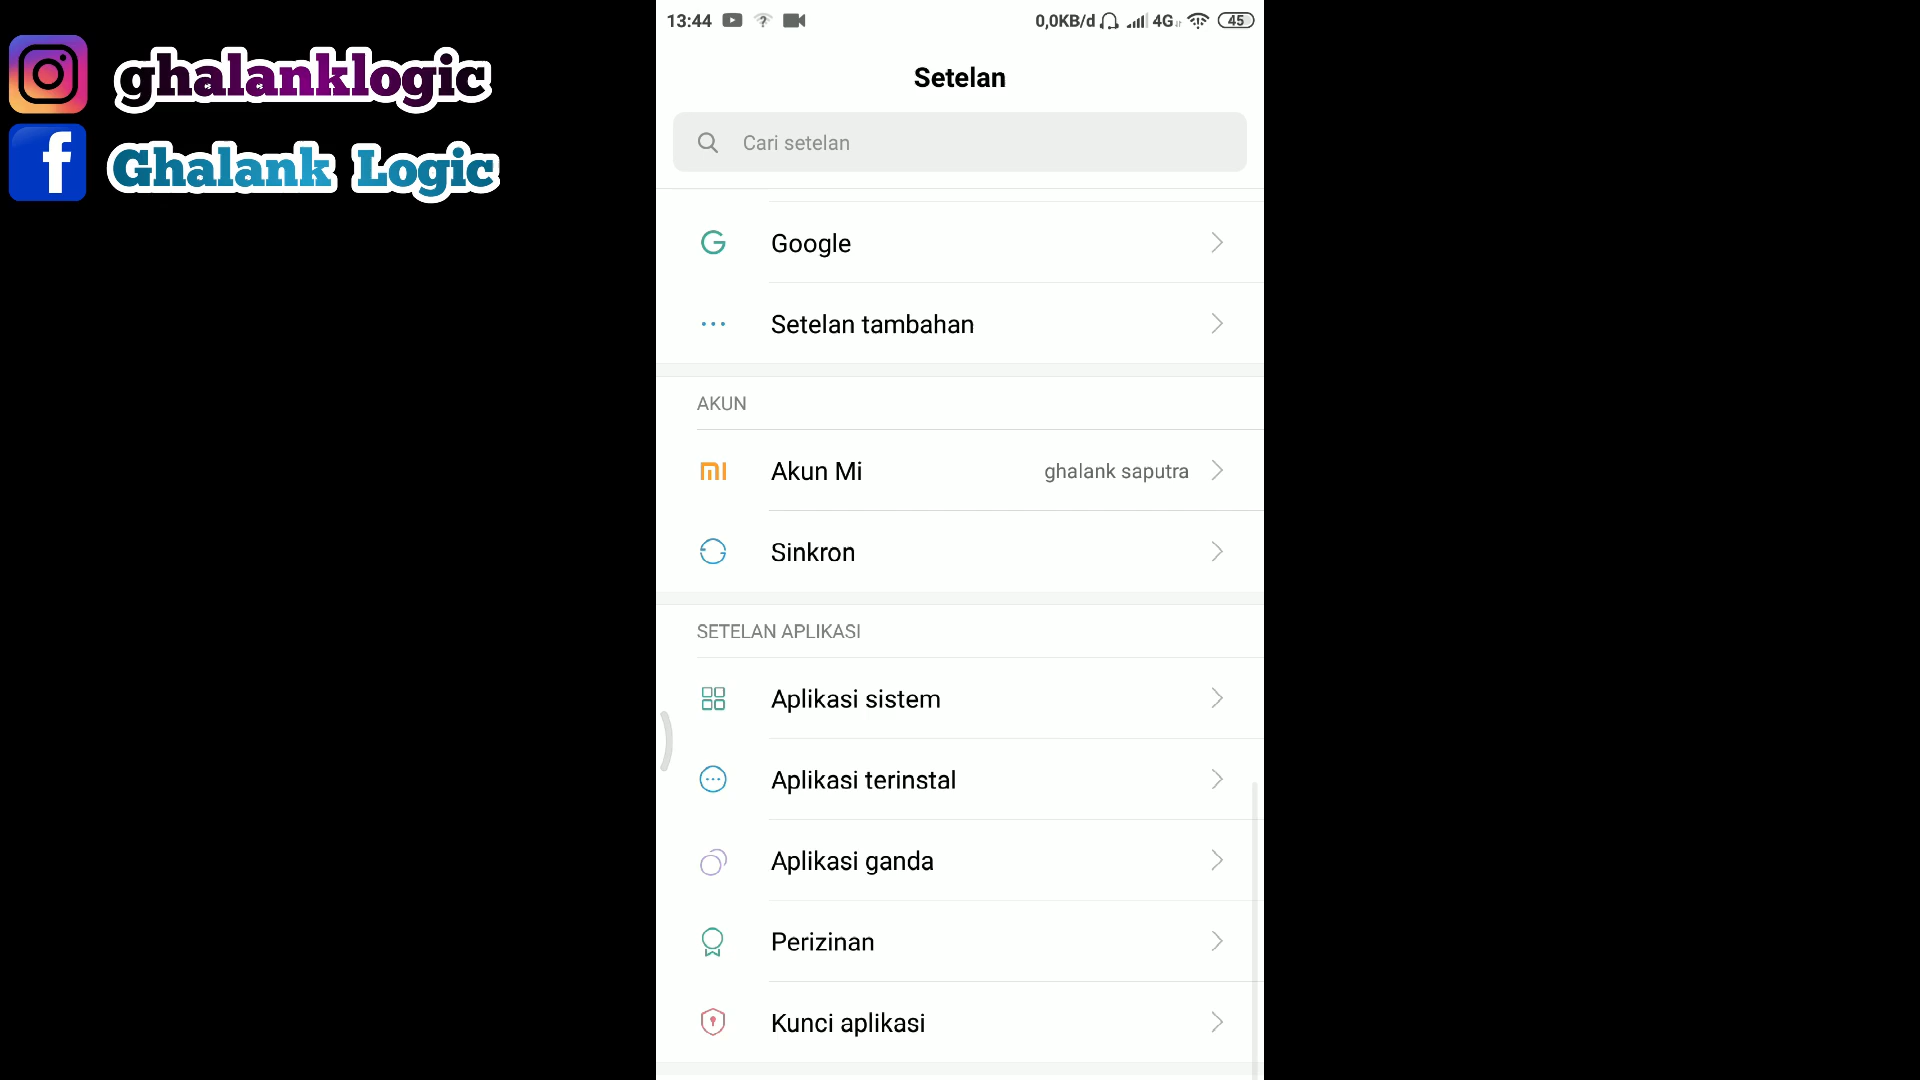 ghalanklogic
Ghalank Logic
13:44
0,0KB/d 4G 45
Setelan
Cari setelan
Google
Setelan tambahan
AKUN
Akun Mi ghalank saputra
Sinkron
SETELAN APLIKASI
Aplikasi sistem
Aplikasi terinstal
Aplikasi ganda
Perizinan
Kunci aplikasi